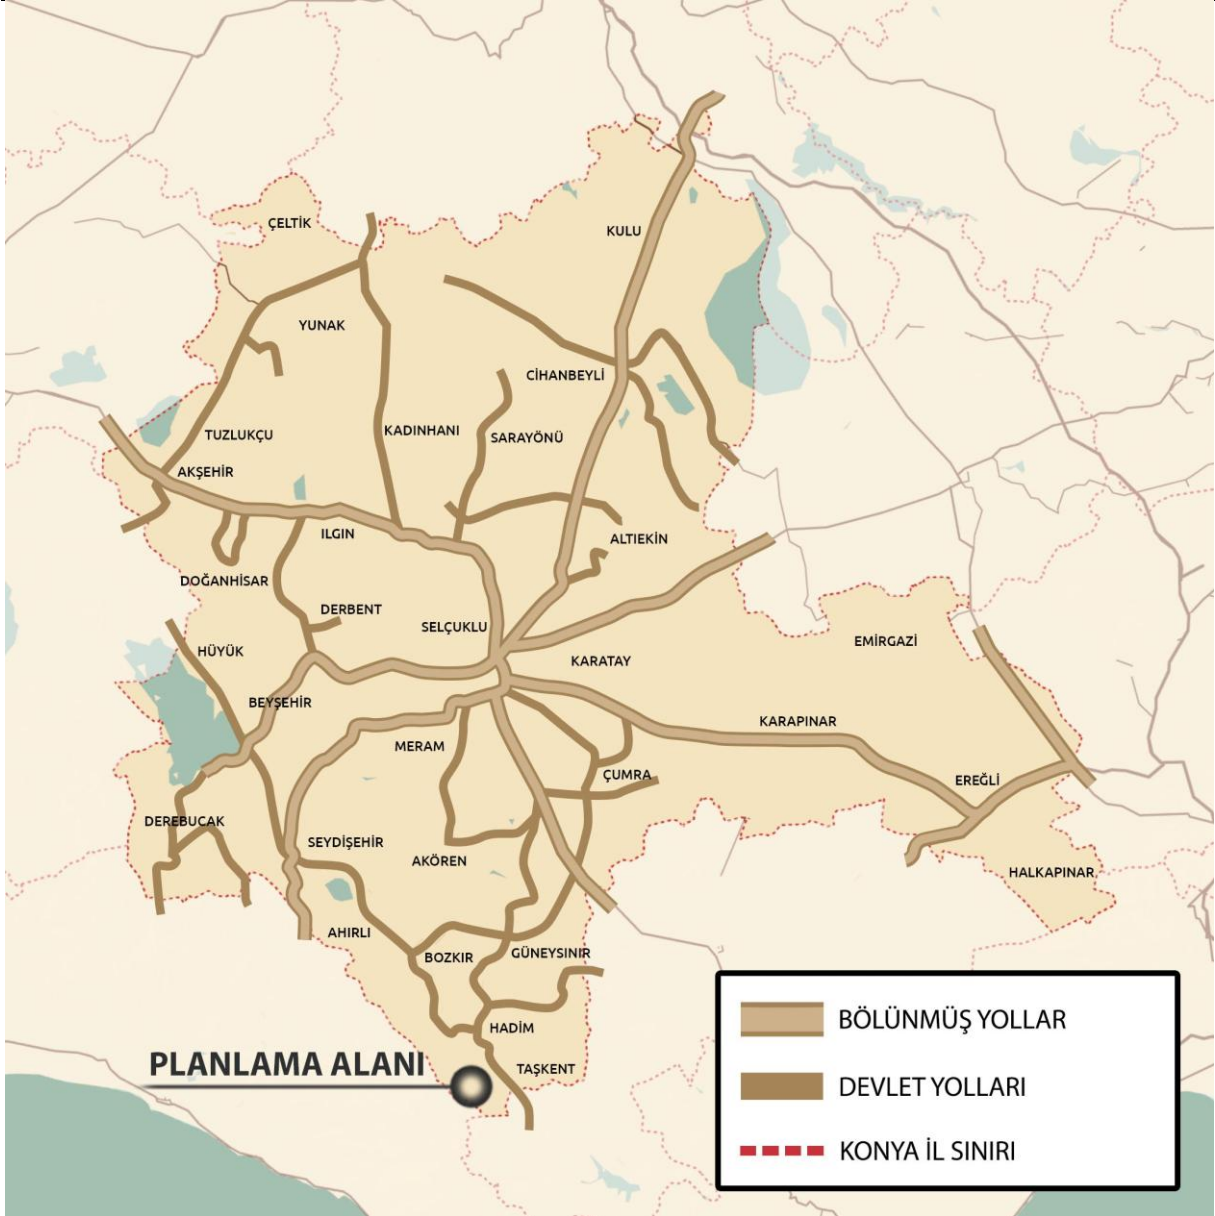 ÇELTİK
KULU
YUNAK
CİHANBEYLİ
TUZLUKÇU
KADINHANI
SARAYÖNÜ
AKŞEHİR
ILGIN
ALTIEKİN
DOĞANHİSAR
DERBENT
SELÇUKLU
EMİRGAZİ
HÜYÜK
KARATAY
BEYŞEHİR
KARAPINAR
MERAM
ÇUMRA
EREĞLİ
DEREBUCAK
SEYDİŞEHİR
AKÖREN
HALKAPINAR
AHIRLI
BOZKIR
GÜNEYSINIR
HADİM
TAŞKENT
PLANLAMA ALANI
BÖLÜNMÜŞ YOLLAR
DEVLET YOLLARI
KONYA İL SINIRI